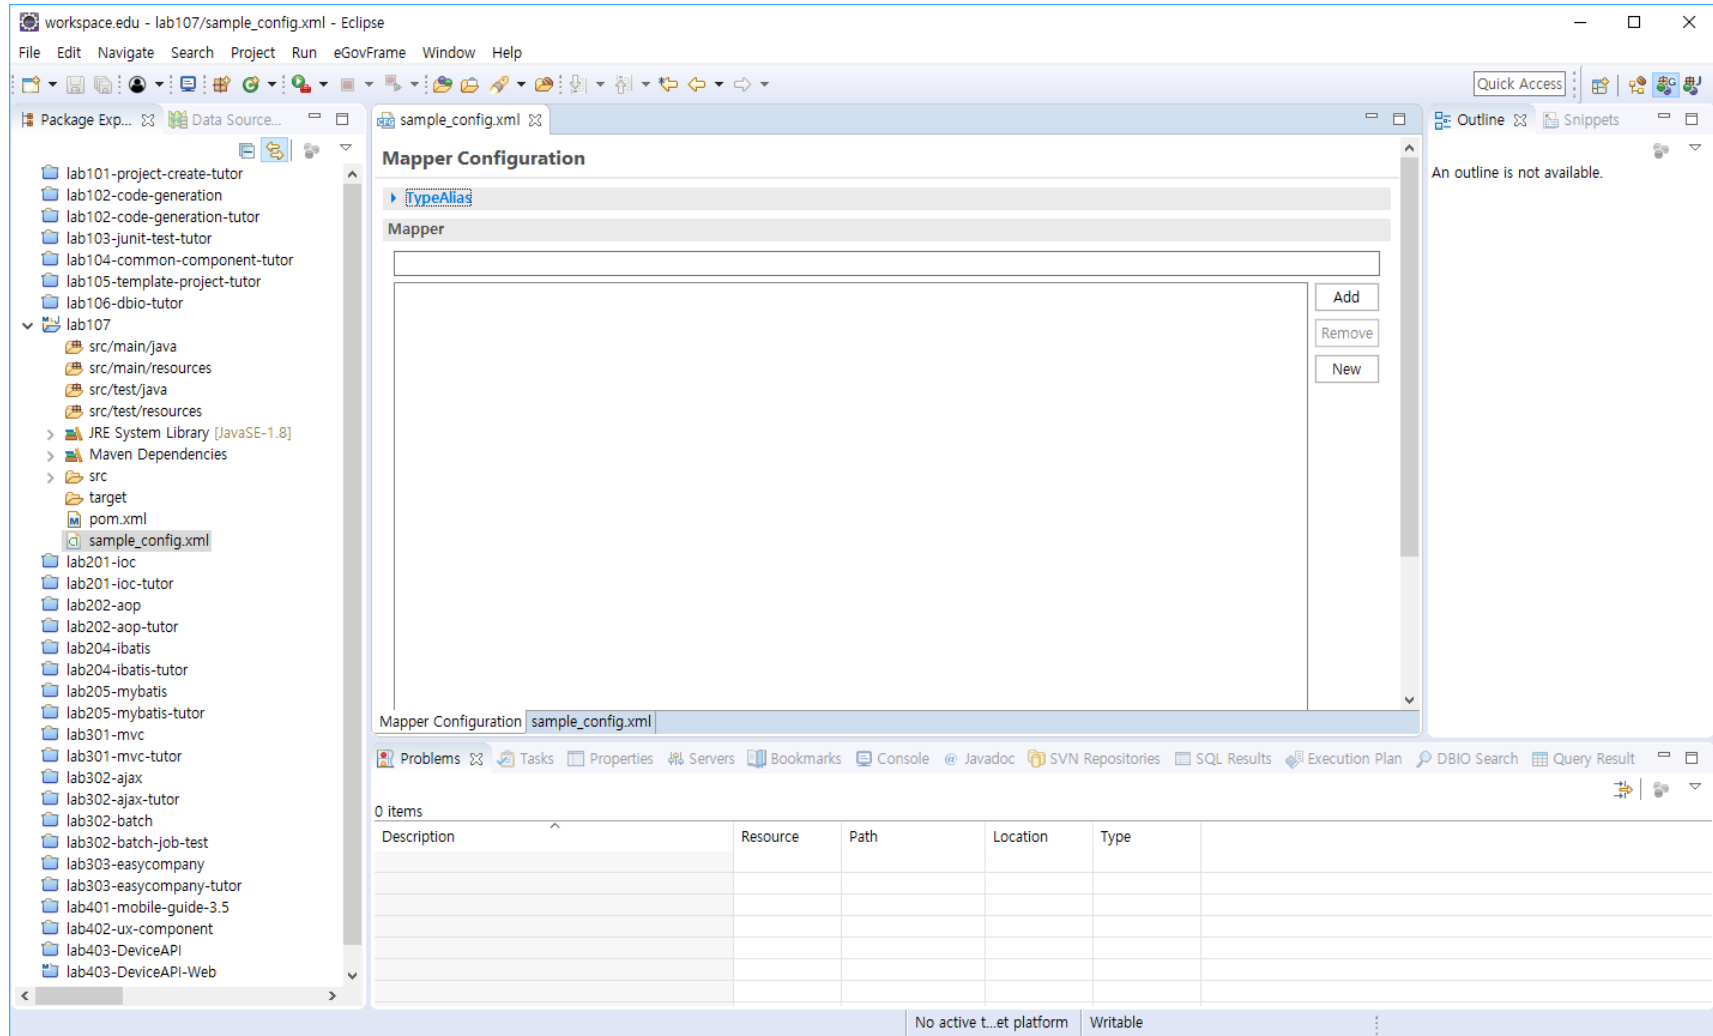 workspace.edu - lab107/sample_config.xml - Eclipse
File Edit Navigate Search Project Run eGovFrame Window Help
Quick Access
Package Exp... Data Source...
lab101-project-create-tutor
lab102-code-generation
lab102-code-generation-tutor
lab103-junit-test-tutor
lab104-common-component-tutor
lab105-template-project-tutor
lab106-dbio-tutor
lab107
src/main/java
src/main/resources
src/test/java
src/test/resources
JRE System Library [JavaSE-1.8]
Maven Dependencies
src
target
pom.xml
sample_config.xml
lab201-ioc
lab201-ioc-tutor
lab202-aop
lab202-aop-tutor
lab204-ibatis
lab204-ibatis-tutor
lab205-mybatis
lab205-mybatis-tutor
lab301-mvc
lab301-mvc-tutor
lab302-ajax
lab302-ajax-tutor
lab302-batch
lab302-batch-job-test
lab303-easycompany
lab303-easycompany-tutor
lab401-mobile-guide-3.5
lab402-ux-component
lab403-DeviceAPI
lab403-DeviceAPI-Web
sample_config.xml
Mapper Configuration
TypeAlias
Mapper
Add
Remove
New
Mapper Configuration sample_config.xml
Outline Snippets
An outline is not available.
Problems Tasks Properties Servers Bookmarks Console @ Javadoc SVN Repositories SQL Results Execution Plan DBIO Search Query Result
0 items
Description Resource Path Location Type
No active t...et platform Writable